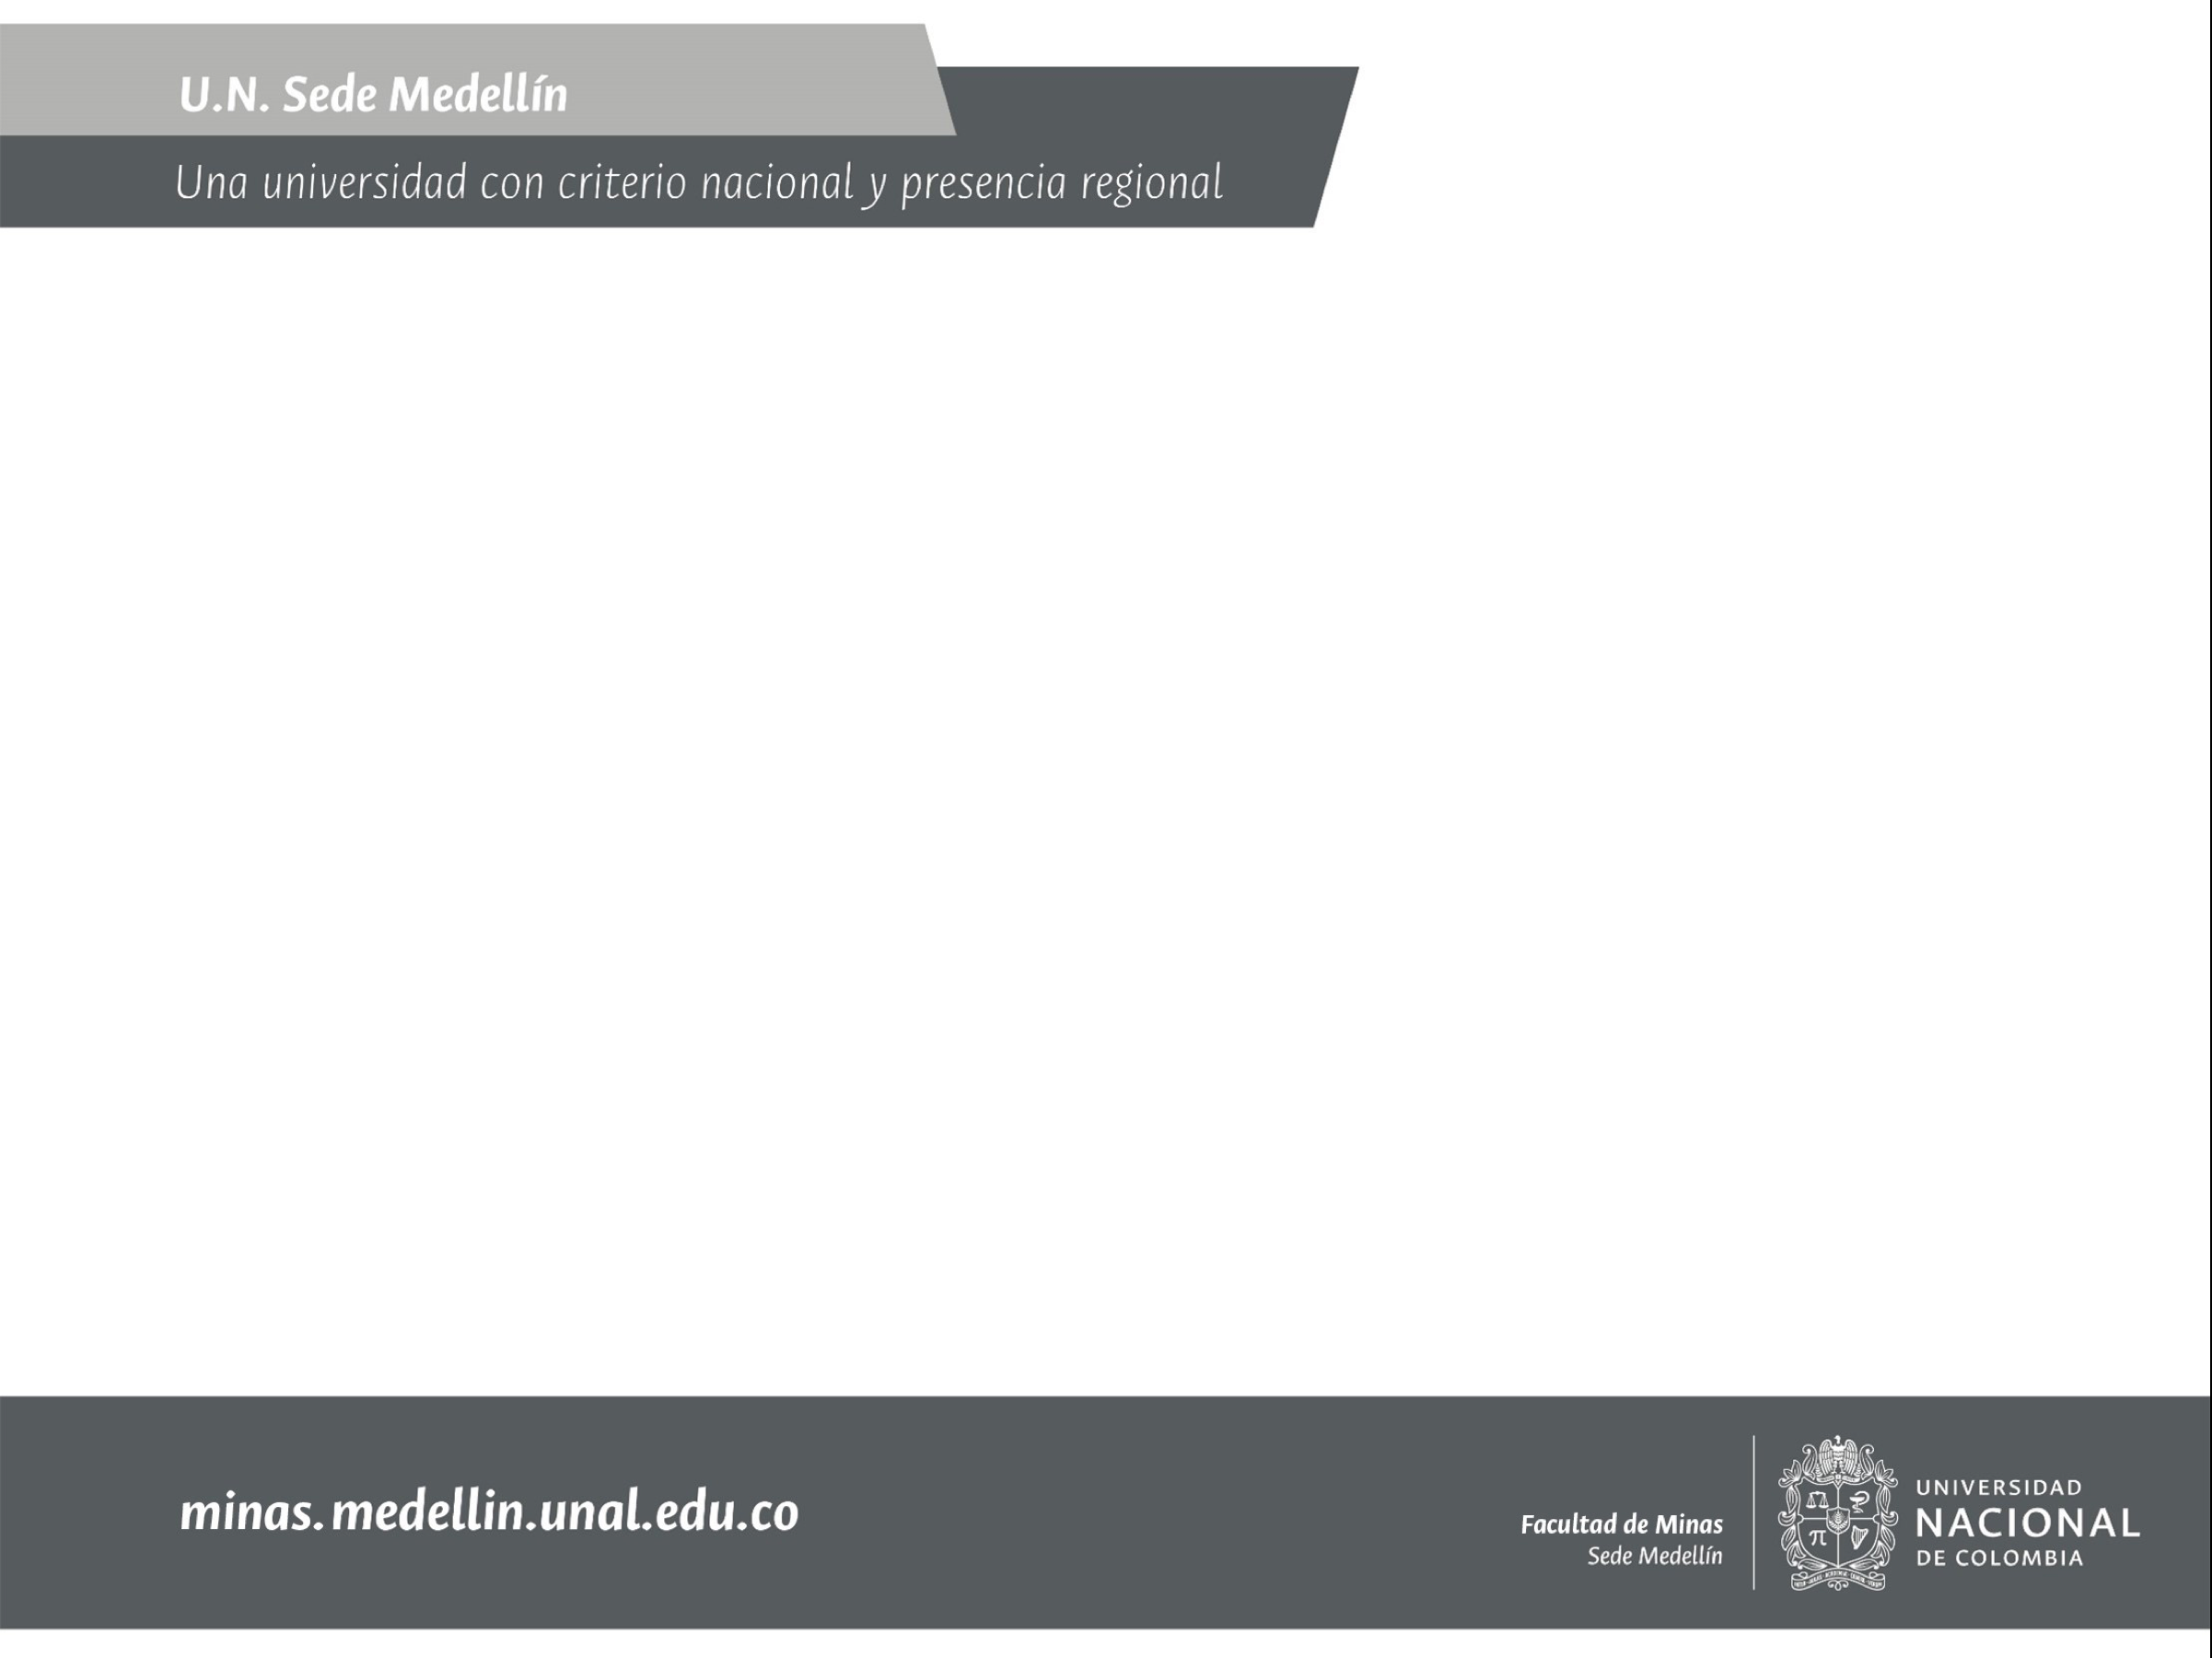 U.N. Sede Medellín
Una universidad con criterio nacional y presencia regional
minas.medellin.unal.edu.co
Facultad de Minas
Sede Medellín
π
UNIVERSIDAD
NACIONAL
DE COLOMBIA